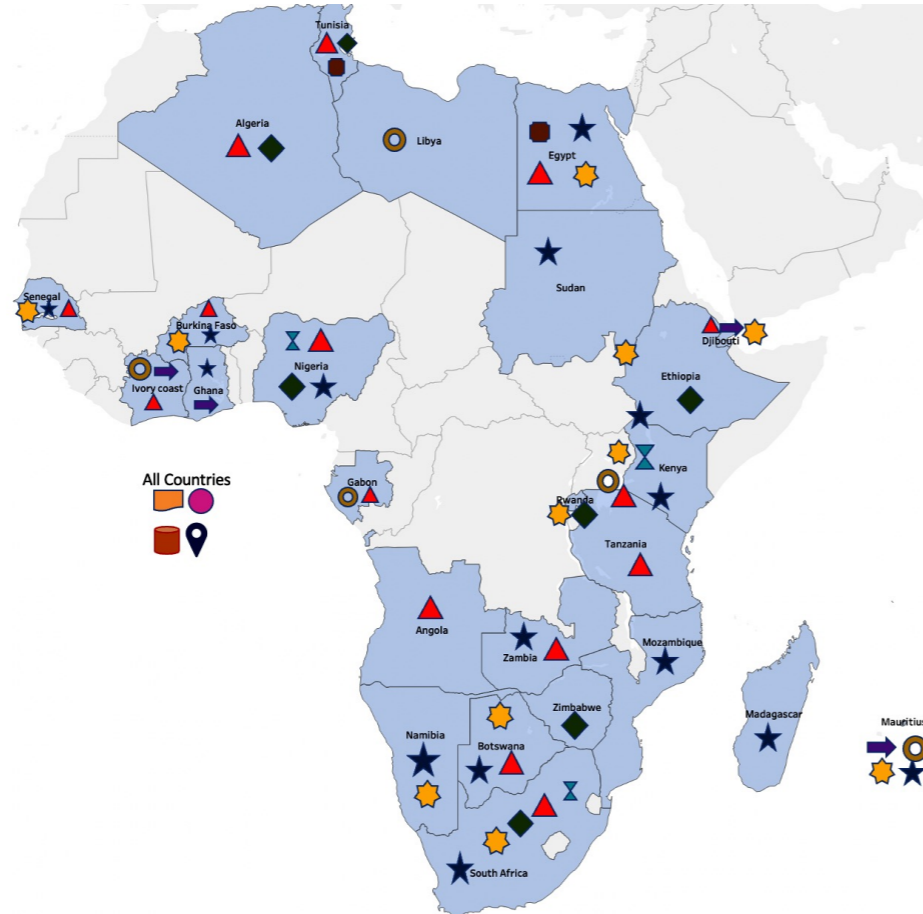 Tunisia
Algeria
Libya
Egypt
Sudan
Senegal
Burkina Faso
Nigeria
Djibouti
Ethiopia
Ivory coast
Ghana
Kenya
All Countries
Gabon
Rwanda
Tanzania
Angola
Zambia
Mozambique
Zimbabwe
Madagascar
Mauritius
Namibia
Botswana
South Africa